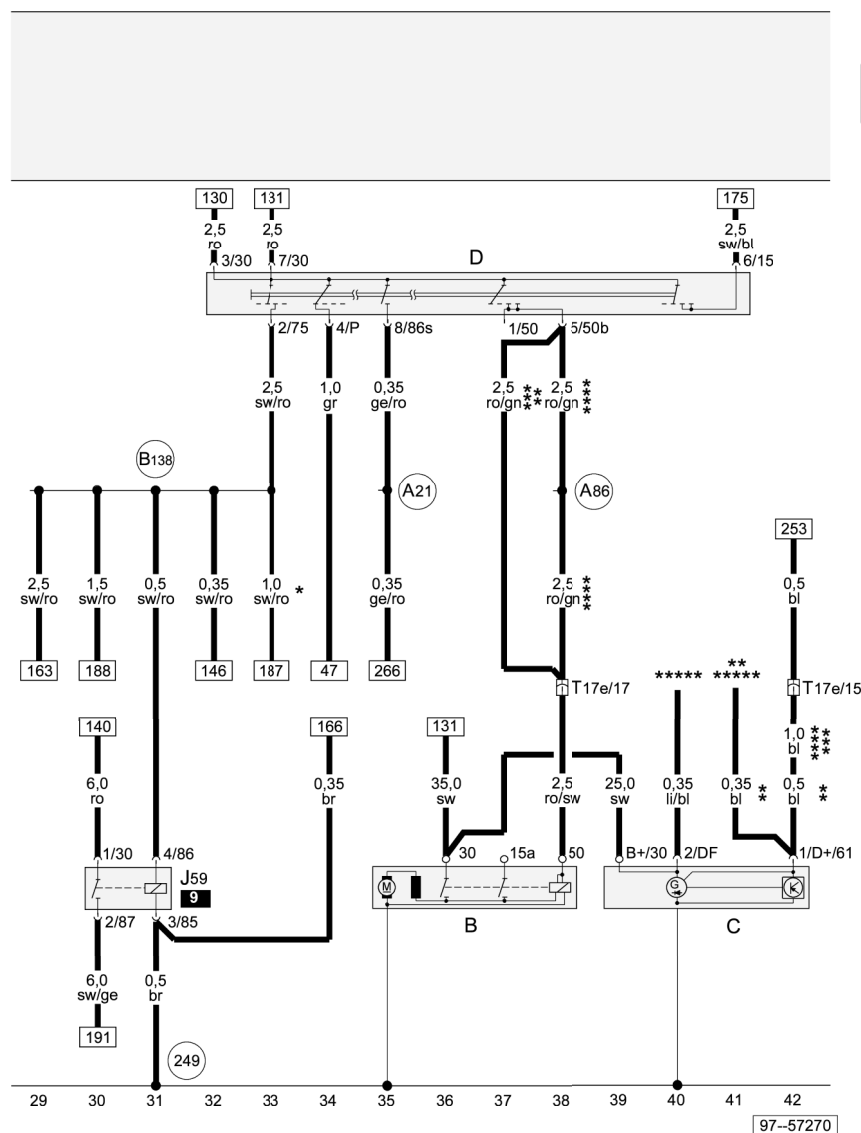 130 131 175
2,5 ro 2,5 ro 2,5 sw/bl
3/30 7/30 D 6/15
2/75 4/P 8/86s 1/50 5/50b
2,5 sw/ro 1,0 gr 0,35 ge/ro 2,5 ro/gn ***** 2,5 ro/gn ****
B138 A21 A86
253
2,5 sw/ro 1,5 sw/ro 0,5 sw/ro 0,35 sw/ro 1,0 sw/ro * 0,35 ge/ro 2,5 ro/gn **** 0,5 bl
163 188 146 187 47 266
***** ** *****
T17e/17 T17e/15
140 166 131
1,0 bl *******
6,0 ro 0,35 br 35,0 sw 2,5 ro/sw 25,0 sw 0,35 li/bl 0,35 bl ** 0,5 bl **
1/30 4/86 30 15a 50 B+/30 2/DF 1/D+/61
J59
9
M G
2/87 3/85 B C
6,0 sw/ge 0,5 br
191
249
29 30 31 32 33 34 35 36 37 38 39 40 41 42
97--57270